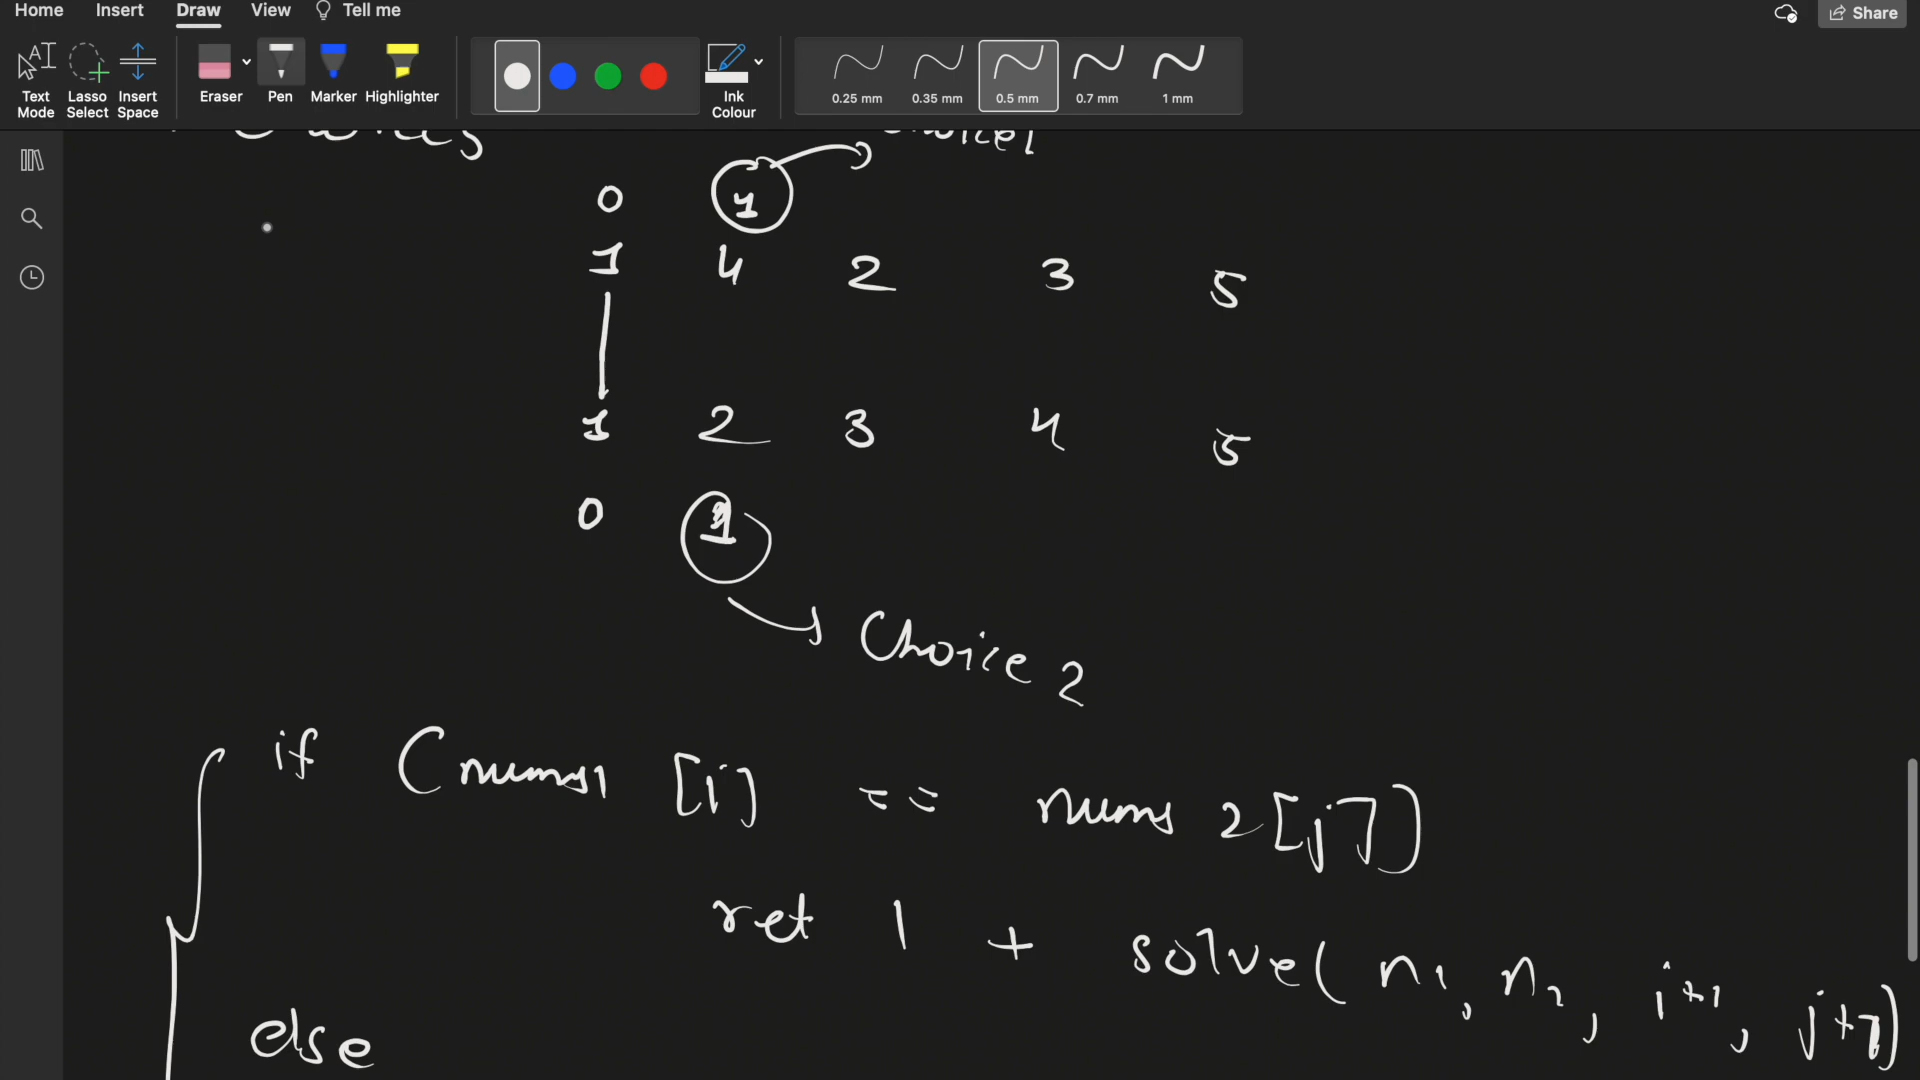 Home Insert Draw View Tell me Share
Text Mode Lasso Select Insert Space Eraser Pen Marker Highlighter Ink Colour 0.25 mm 0.35 mm 0.5 mm 0.7 mm 1 mm
0 1
1 4 2 3 5
1 2 3 4 5
0 1
Choice 2
if (nums1 [i] == nums 2[j])
ret 1 + solve( n1, n2, i+1, j+1)
else